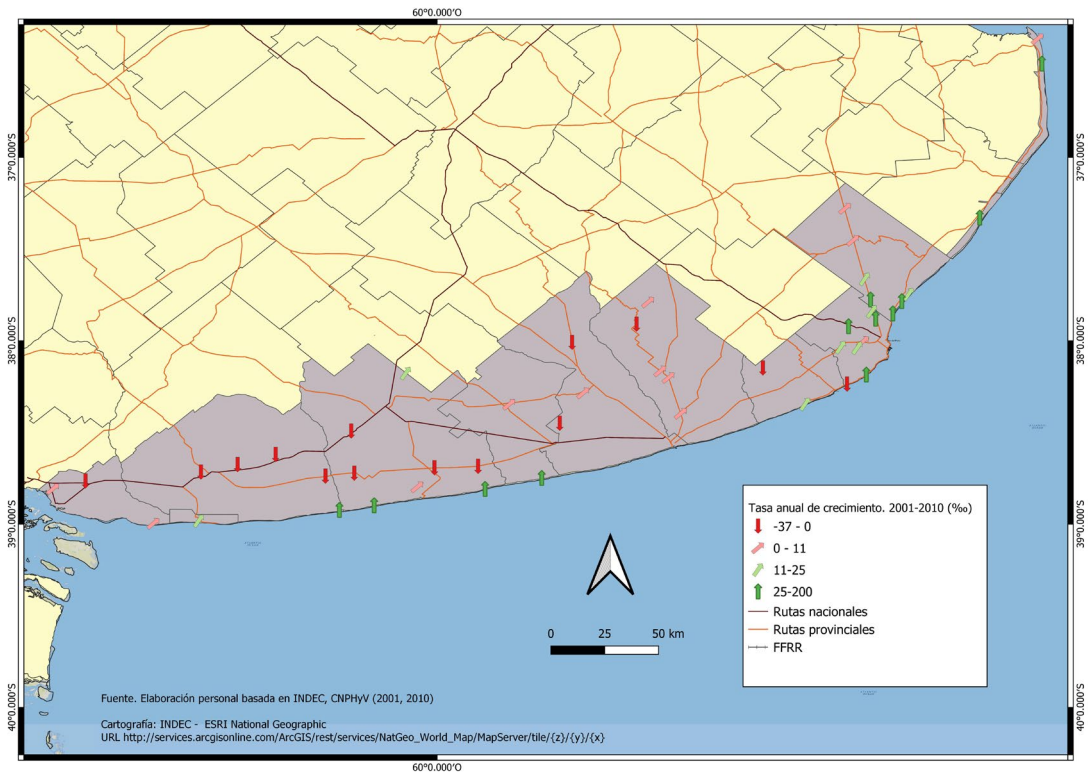 60°0.000'O
37°0.000'S
37°0.000'S
38°0.000'S
38°0.000'S
39°0.000'S
39°0.000'S
40°0.000'S
40°0.000'S
Tasa anual de crecimiento. 2001-2010 (‰)
-37 - 0
0 - 11
11-25
25-200
Rutas nacionales
Rutas provinciales
FFRR
0 25 50 km
Fuente. Elaboración personal basada en INDEC, CNPHyV (2001, 2010)
Cartografía: INDEC - ESRI National Geographic
URL http://services.arcgisonline.com/ArcGIS/rest/services/NatGeo_World_Map/MapServer/tile/{z}/{y}/{x}
60°0.000'O